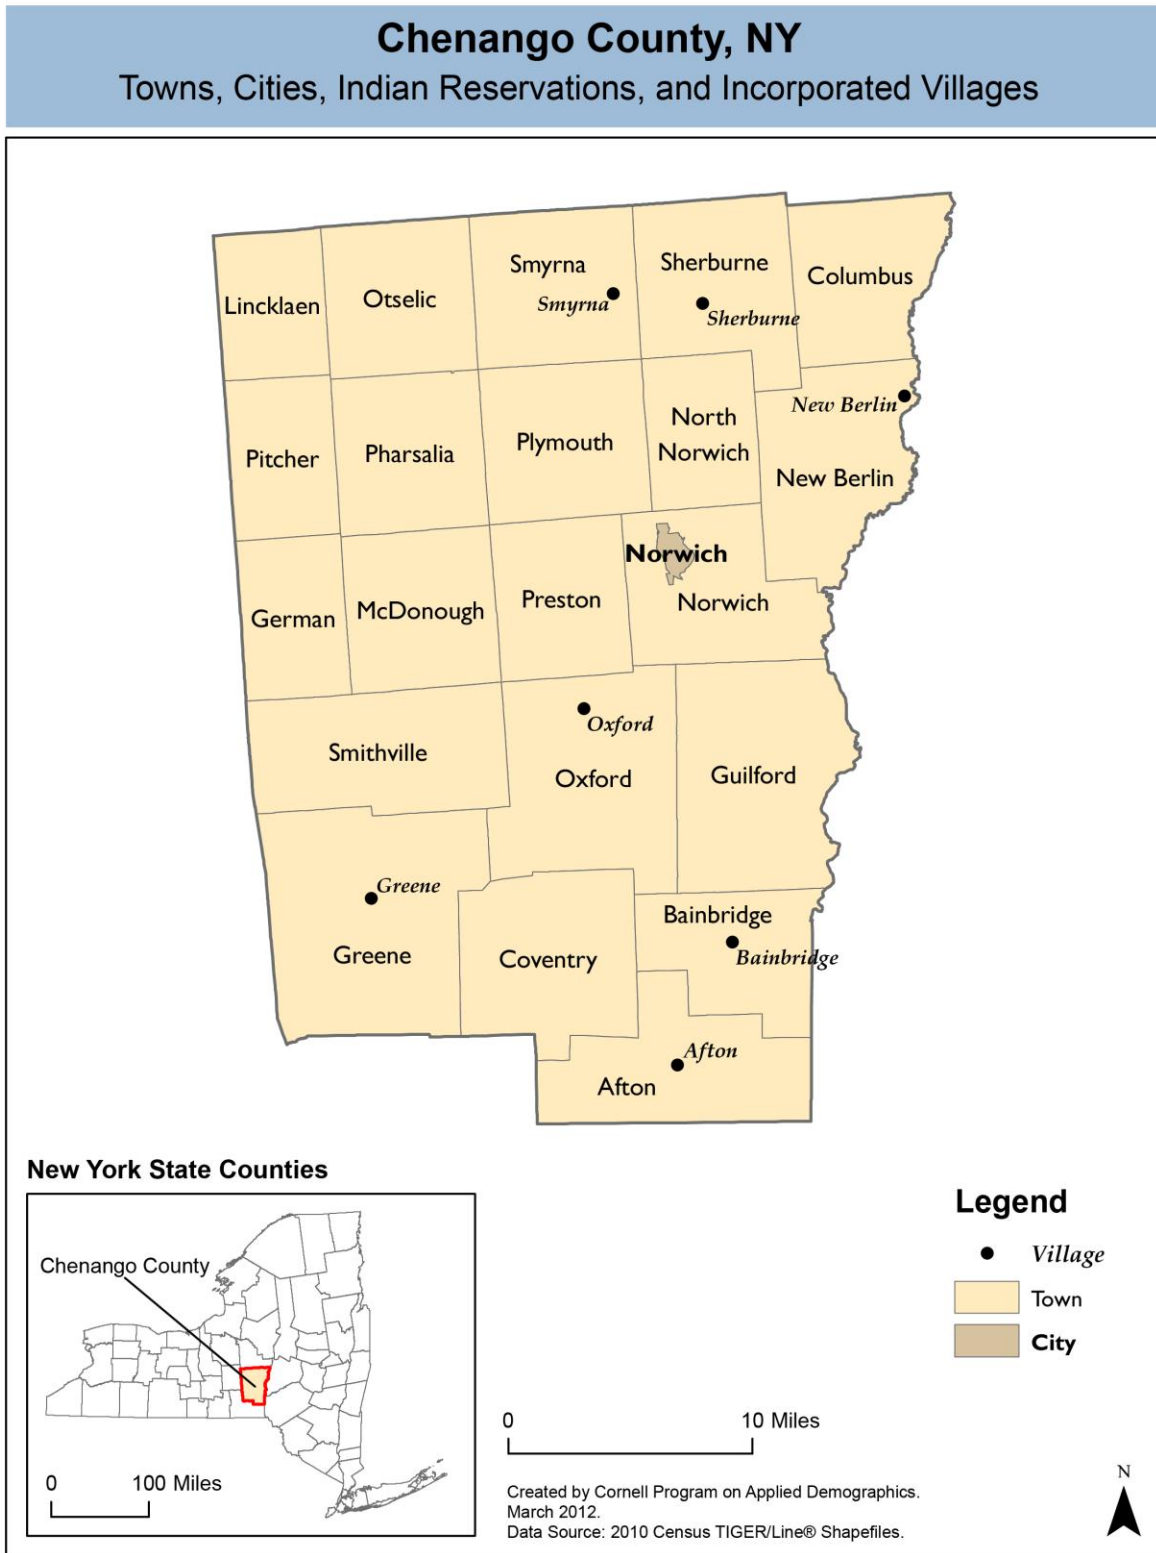 Chenango County, NY
Towns, Cities, Indian Reservations, and Incorporated Villages
Lincklaen
Otselic
Smyrna
Smyrna
Sherburne
Sherburne
Columbus
New Berlin
Pitcher
Pharsalia
Plymouth
North
Norwich
New Berlin
Norwich
German
McDonough
Preston
Norwich
Oxford
Smithville
Oxford
Guilford
Greene
Greene
Coventry
Bainbridge
Bainbridge
Afton
Afton
New York State Counties
Chenango County
0 100 Miles
0 10 Miles
Created by Cornell Program on Applied Demographics.
March 2012.
Data Source: 2010 Census TIGER/Line® Shapefiles.
Legend
Village
Town
City
N